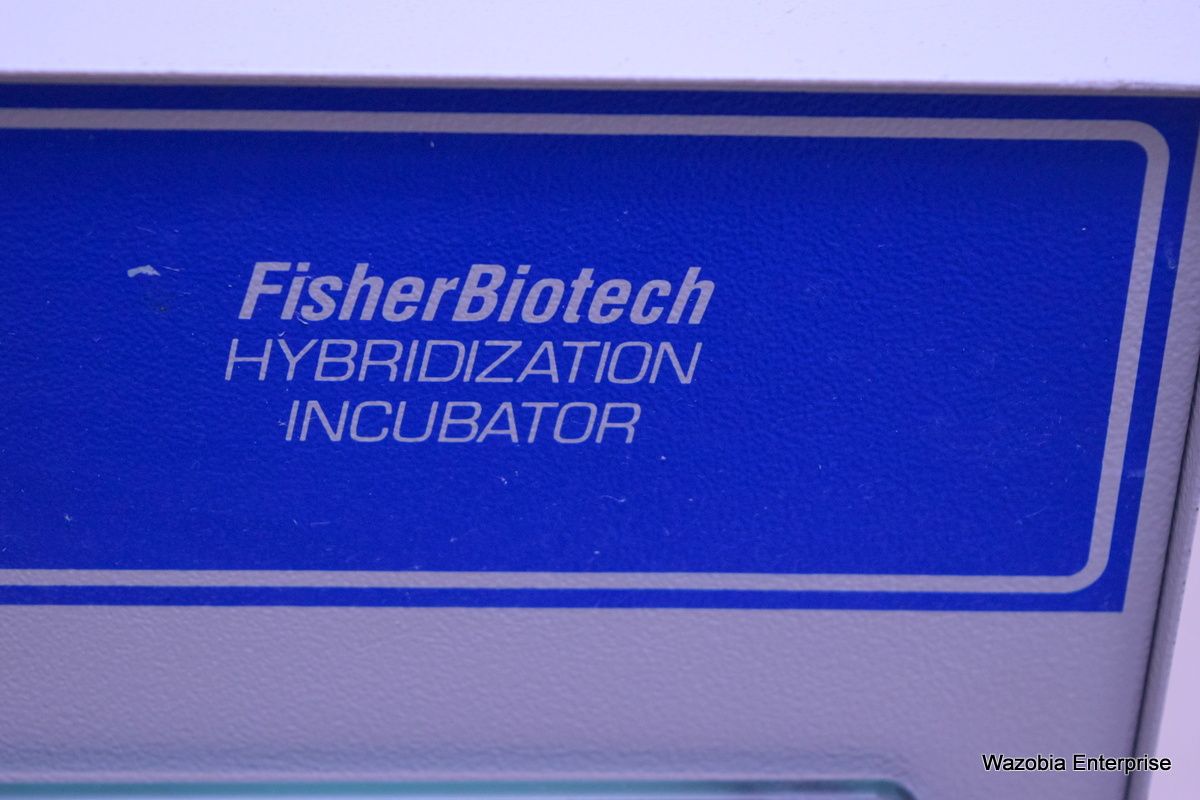 FisherBiotech
HYBRIDIZATION
INCUBATOR
Wazobia Enterprise